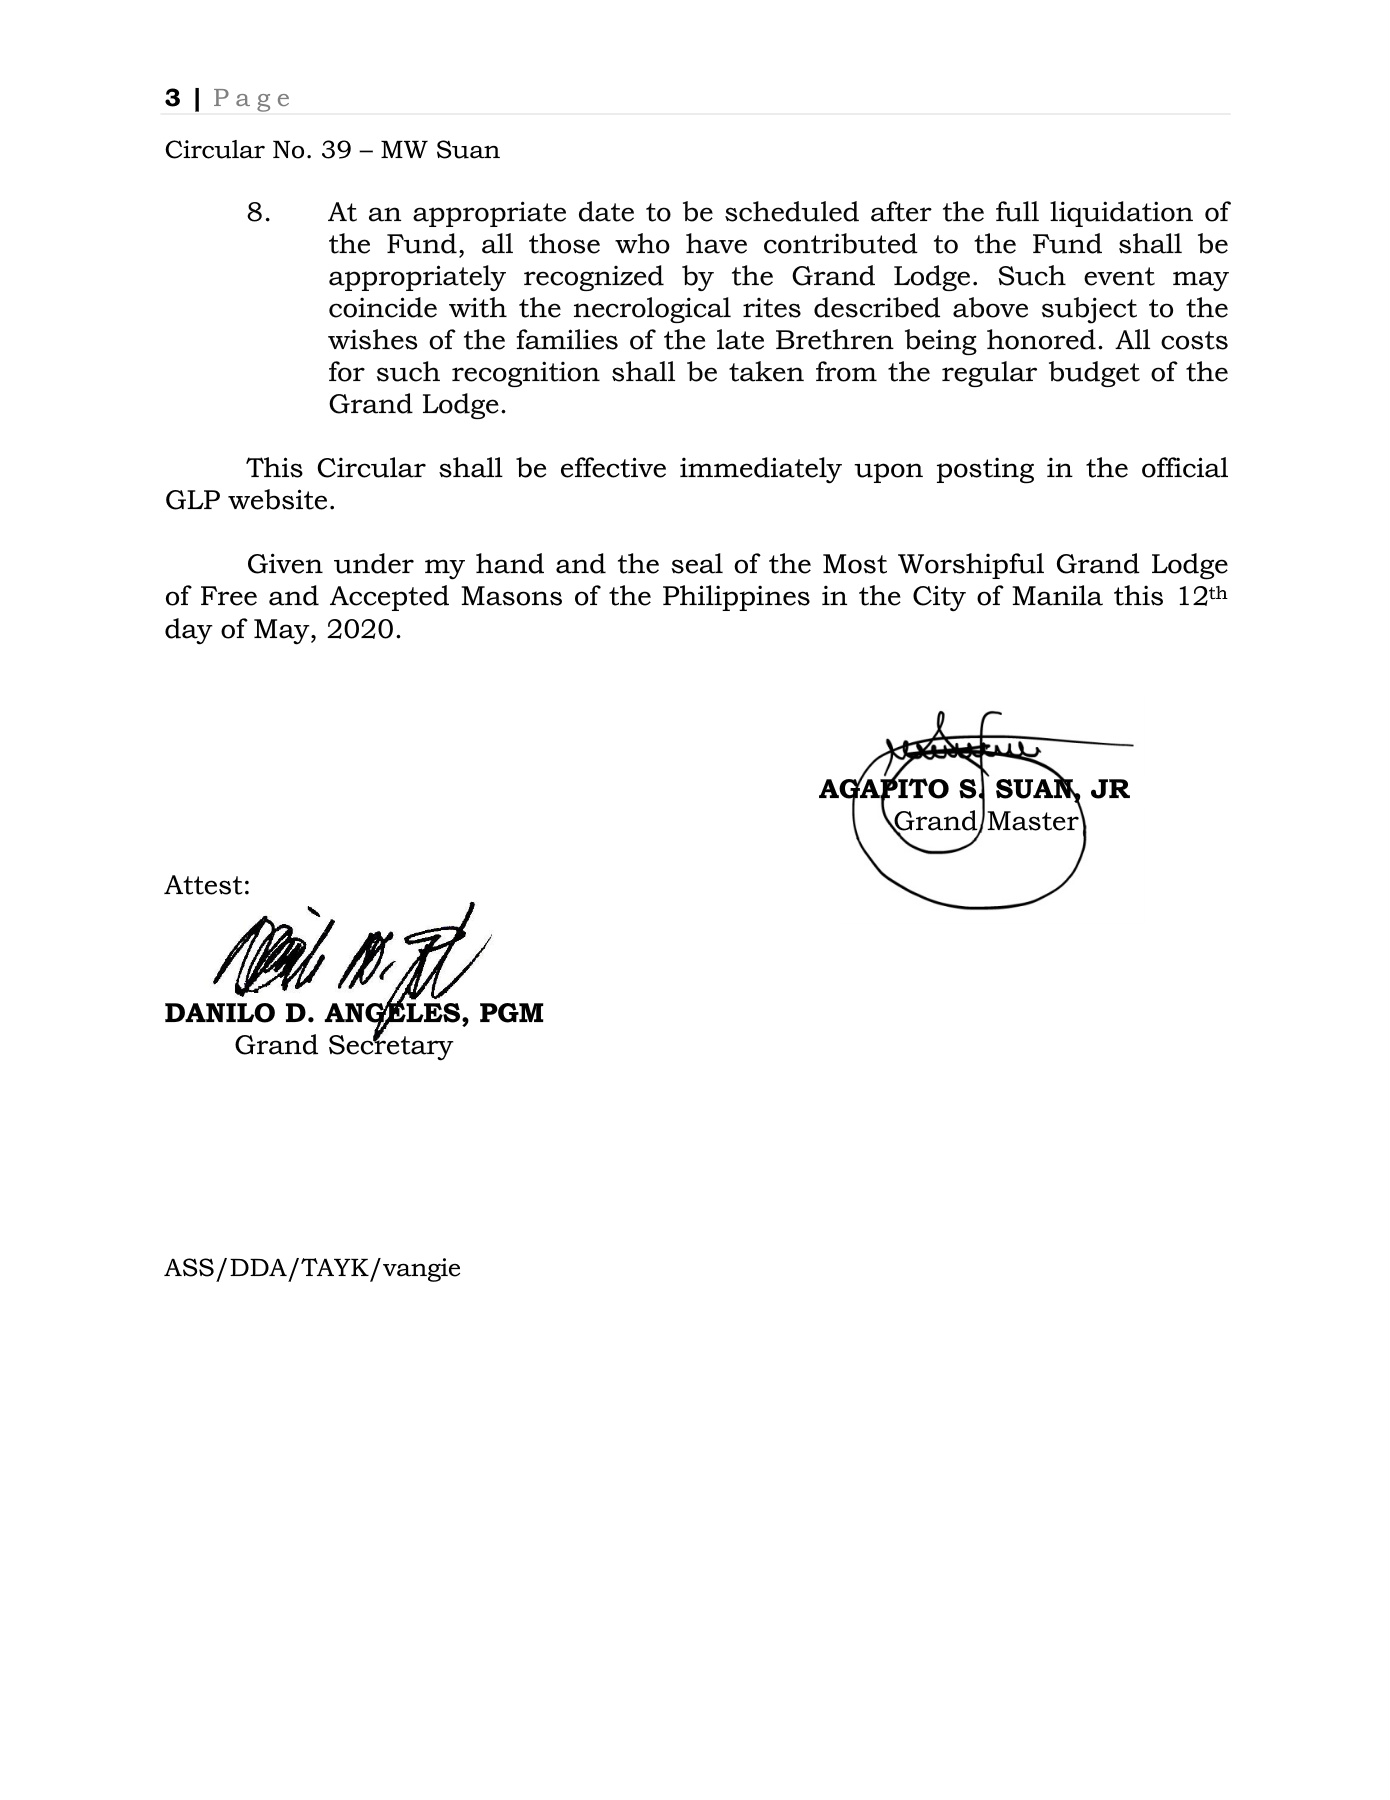 3 | Page
Circular No. 39 – MW Suan
8. At an appropriate date to be scheduled after the full liquidation of
the Fund, all those who have contributed to the Fund shall be
appropriately recognized by the Grand Lodge. Such event may
coincide with the necrological rites described above subject to the
wishes of the families of the late Brethren being honored. All costs
for such recognition shall be taken from the regular budget of the
Grand Lodge.
This Circular shall be effective immediately upon posting in the official
GLP website.
Given under my hand and the seal of the Most Worshipful Grand Lodge
of Free and Accepted Masons of the Philippines in the City of Manila this 12th
day of May, 2020.
AGAPITO S. SUAN, JR
Grand Master
Attest:
DANILO D. ANGELES, PGM
Grand Secretary
ASS/DDA/TAYK/vangie